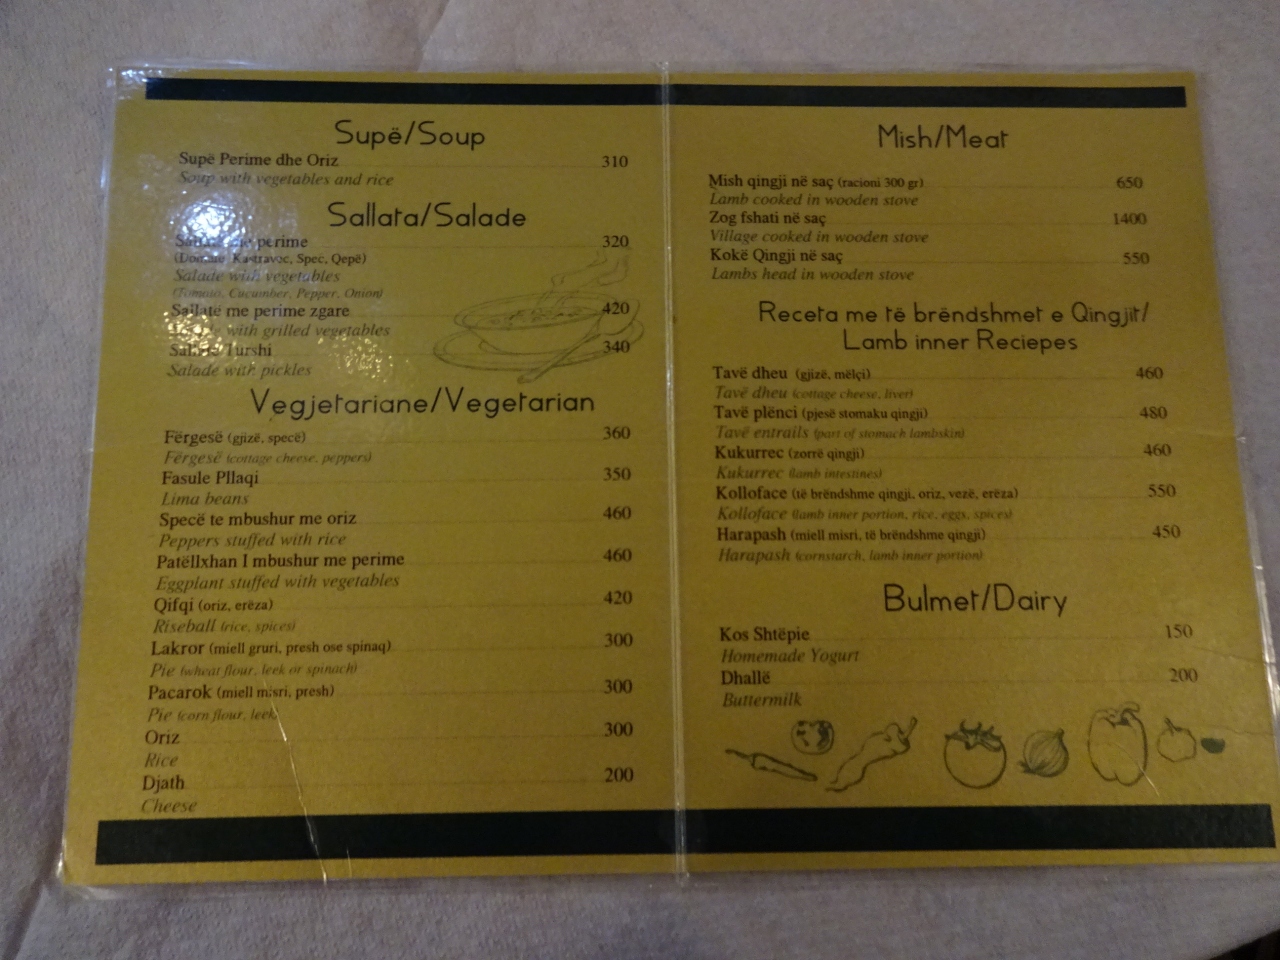 Supë/Soup
Supë Perime dhe Oriz 310
Soup with vegetables and rice
Sallata/Salade
Sallatë me perime 320
(Domate, Kastravec, Spec, Qepë)
Salade with vegetables
(Tomato, Cucumber, Pepper, Onion)
Sallatë me perime zgare 420
Salade with grilled vegetables
Sallatë Turshi 340
Salade with pickles
Vegjetariane/Vegetarian
Fërgesë (gjizë, specë) 360
Fërgesë (cottage cheese, peppers)
Fasule Pllaqi 350
Lima beans
Specë te mbushur me oriz 460
Peppers stuffed with rice
Patëllxhan I mbushur me perime 460
Eggplant stuffed with vegetables
Qifqi (oriz, erëza) 420
Riseball (rice, spices)
Lakror (miell gruri, presh ose spinaq) 300
Pie (wheat flour, leek or spinach)
Pacarok (miell misri, presh) 300
Pie (corn flour, leek)
Oriz 300
Rice
Djath 200
Cheese
Mish/Meat
Mish qingji në saç (racioni 300 gr) 650
Lamb cooked in wooden stove
Zog fshati në saç 1400
Village cooked in wooden stove
Kokë Qingji në saç 550
Lambs head in wooden stove
Receta me të brëndshmet e Qingjit/
Lamb inner Reciepes
Tavë dheu (gjizë, mëlçi) 460
Tavë dheu (cottage cheese, liver)
Tavë plënci (pjesë stomaku qingji) 480
Tavë entrails (part of stomach lambskin)
Kukurrec (zorrë qingji) 460
Kukurrec (lamb intestines)
Kolloface (të brëndshme qingji, oriz, vezë, erëza) 550
Kolloface (lamb inner portion, rice, eggs, spices)
Harapash (miell misri, të brëndshme qingji) 450
Harapash (cornstarch, lamb inner portion)
Bulmet/Dairy
Kos Shtëpie 150
Homemade Yogurt
Dhallë 200
Buttermilk